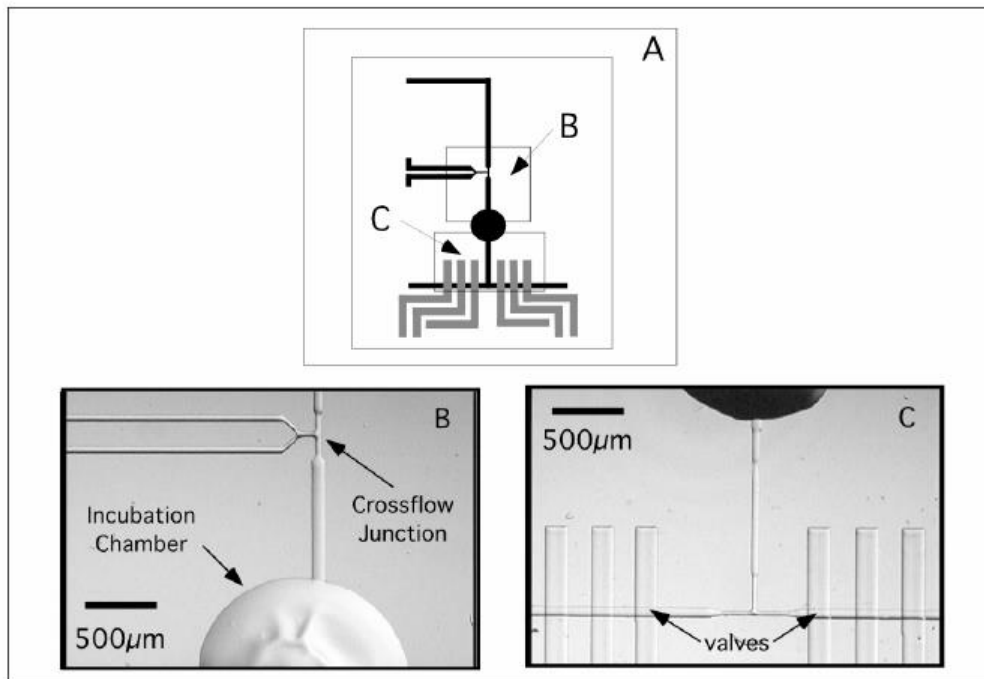 A
B
C
B
Incubation
Chamber
Crossflow
Junction
500µm
500µm
C
valves